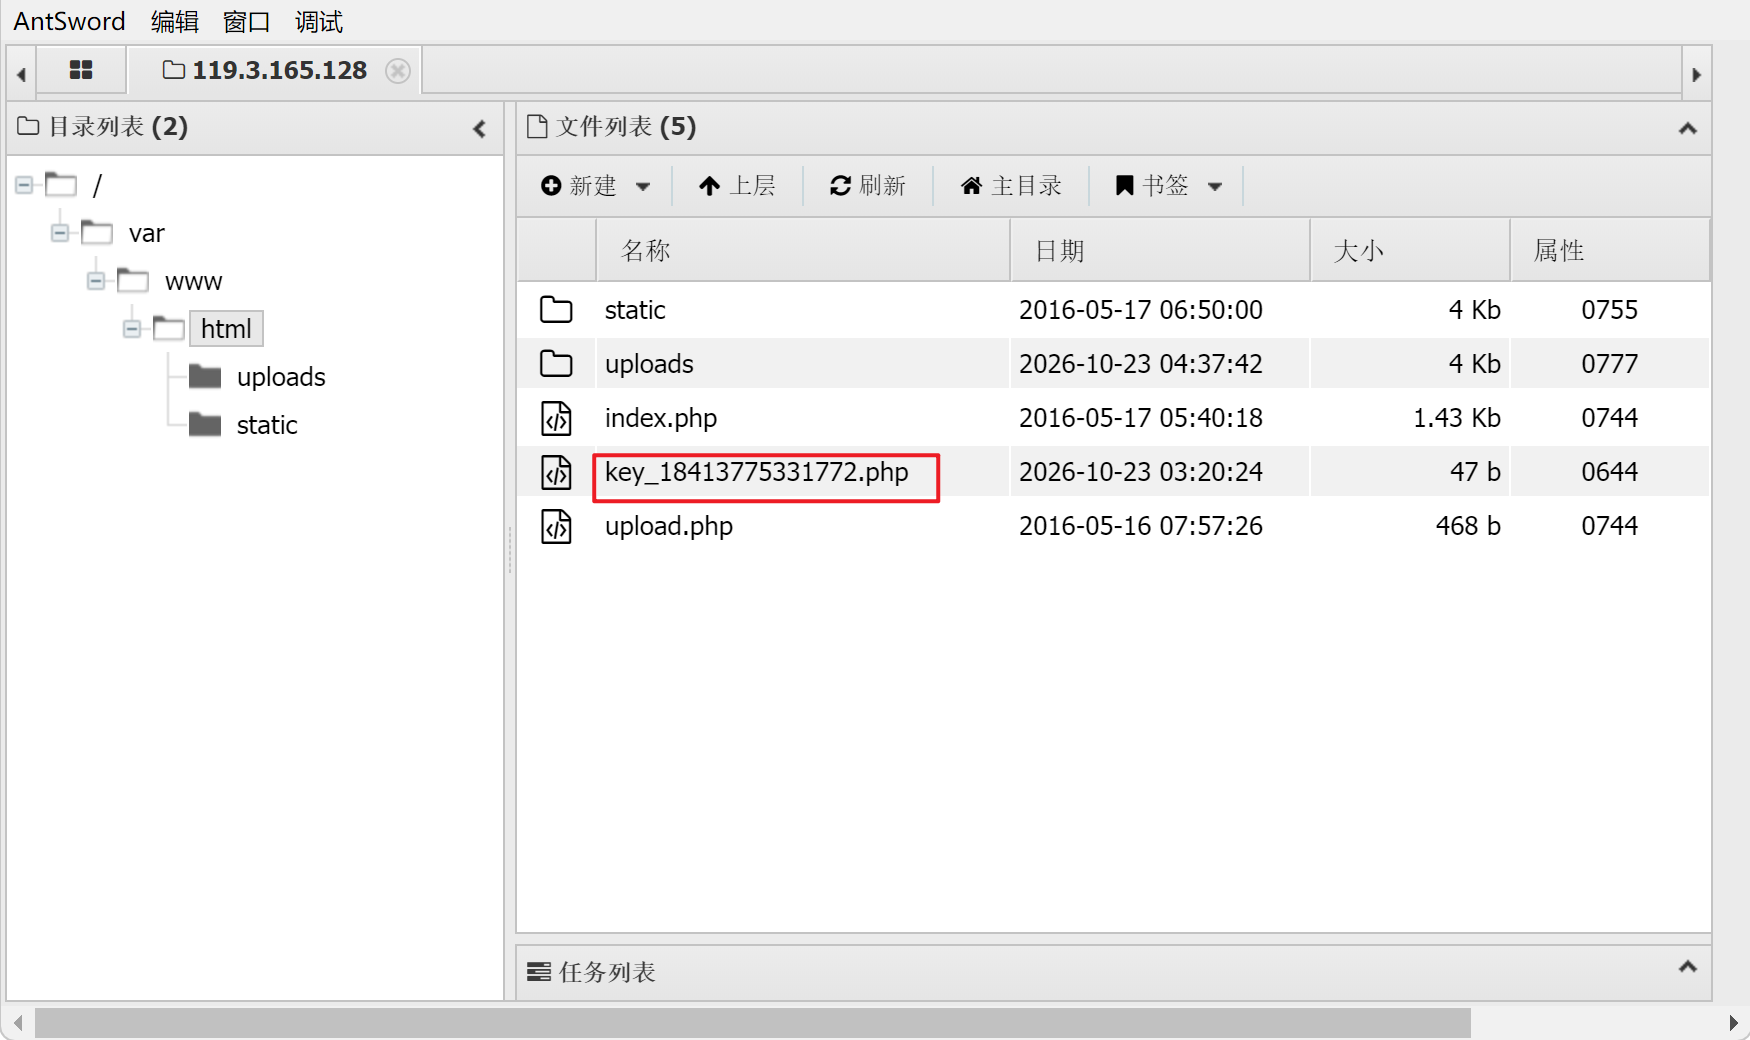 AntSword 编辑 窗口 调试
119.3.165.128
目录列表 (2)
/
var
www
html
uploads
static
文件列表 (5)
新建 上层 刷新 主目录 书签
名称 日期 大小 属性
static 2016-05-17 06:50:00 4 Kb 0755
uploads 2026-10-23 04:37:42 4 Kb 0777
index.php 2016-05-17 05:40:18 1.43 Kb 0744
key_18413775331772.php 2026-10-23 03:20:24 47 b 0644
upload.php 2016-05-16 07:57:26 468 b 0744
任务列表